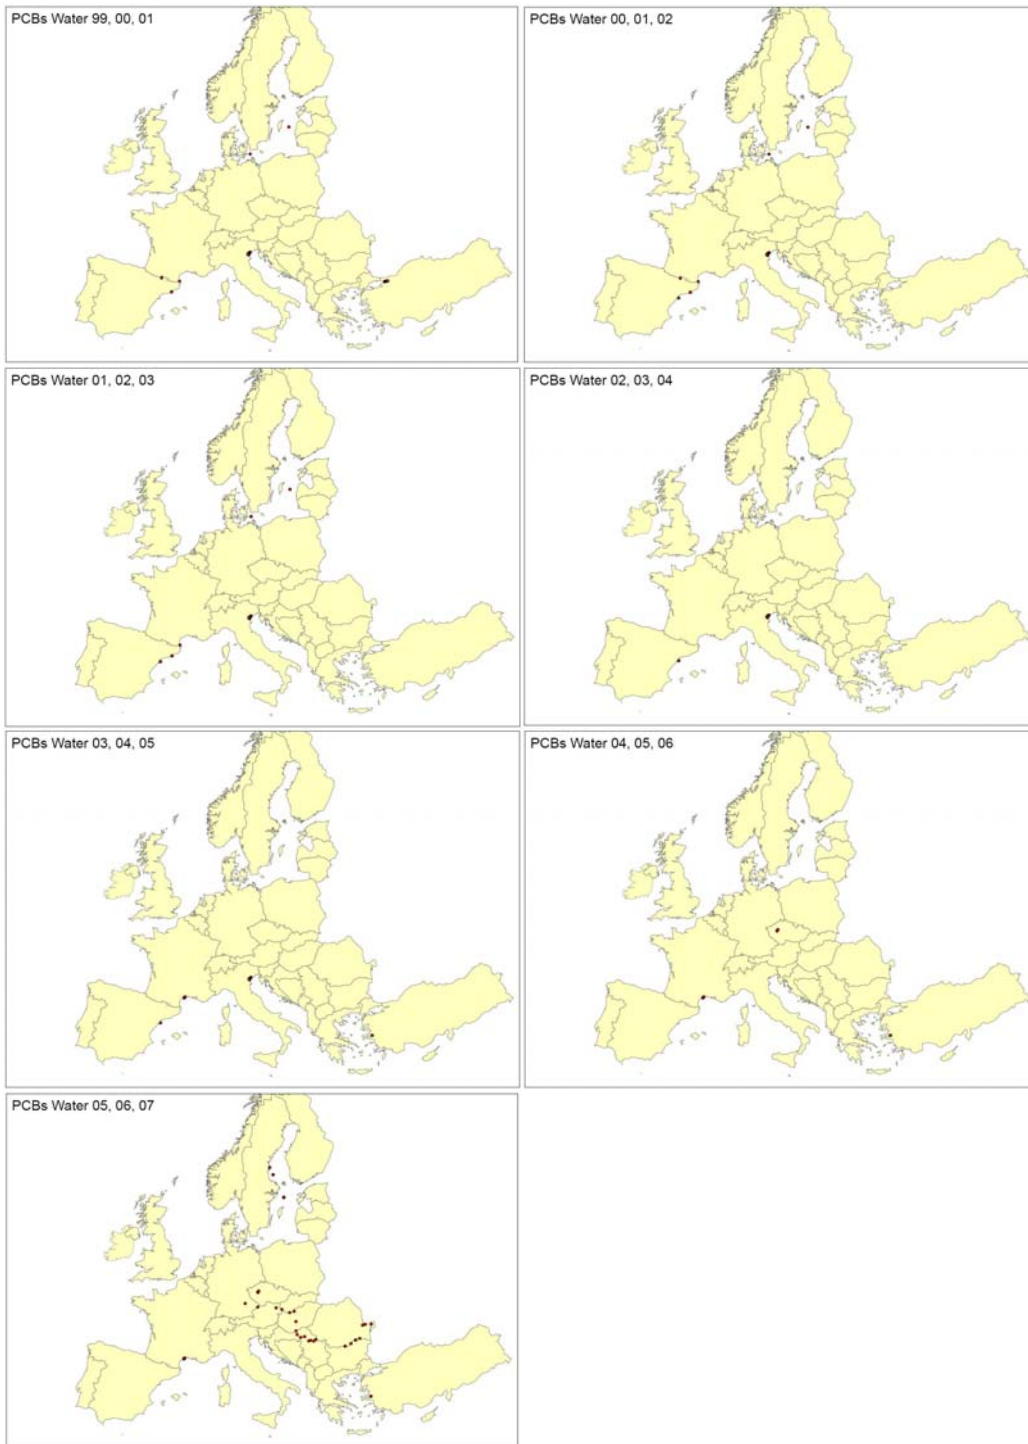 PCBs Water 99, 00, 01
PCBs Water 00, 01, 02
PCBs Water 01, 02, 03
PCBs Water 02, 03, 04
PCBs Water 03, 04, 05
PCBs Water 04, 05, 06
PCBs Water 05, 06, 07